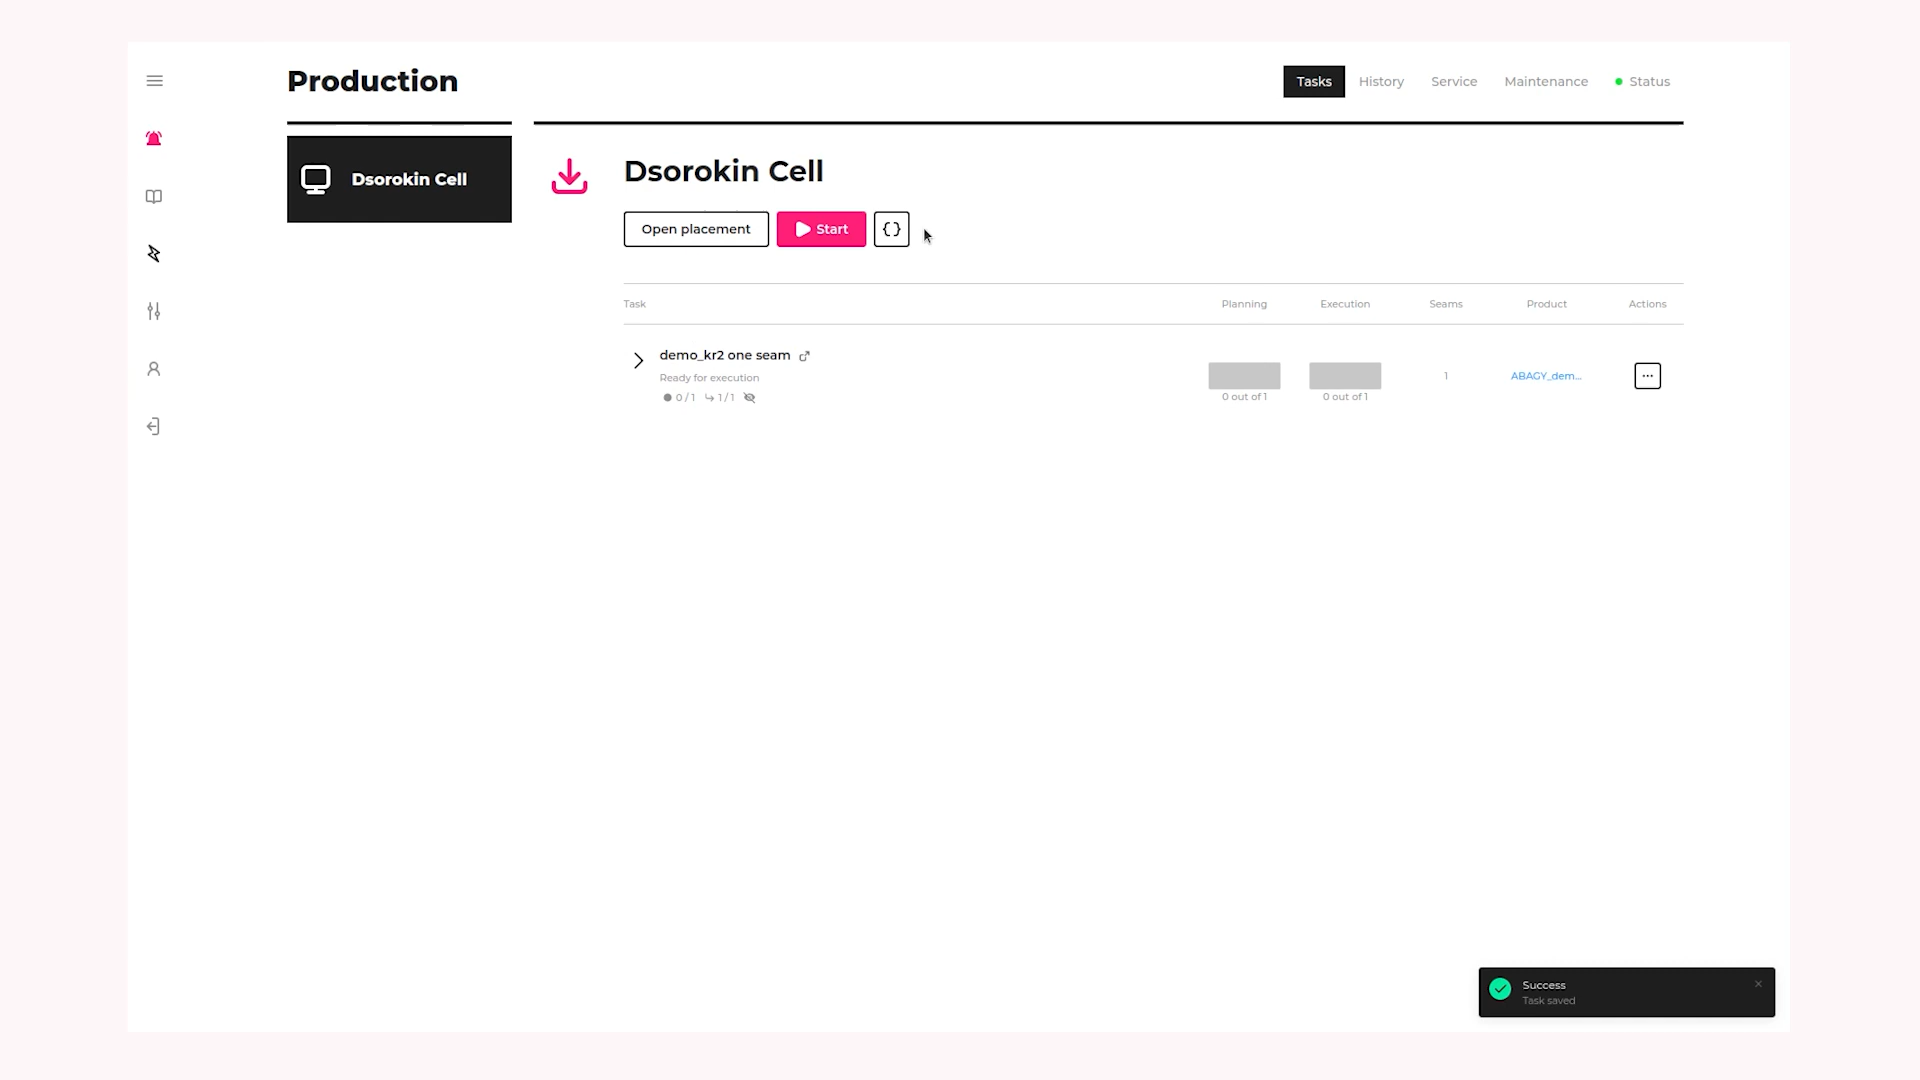 Production
Tasks History Service Maintenance Status
Dsorokin Cell
Dsorokin Cell
Open placement Start {}
Task Planning Execution Seams Product Actions
demo_kr2 one seam
Ready for execution
0 / 1 1 / 1
0 out of 1 0 out of 1 1 ABAGY_dem... ...
Success
Task saved